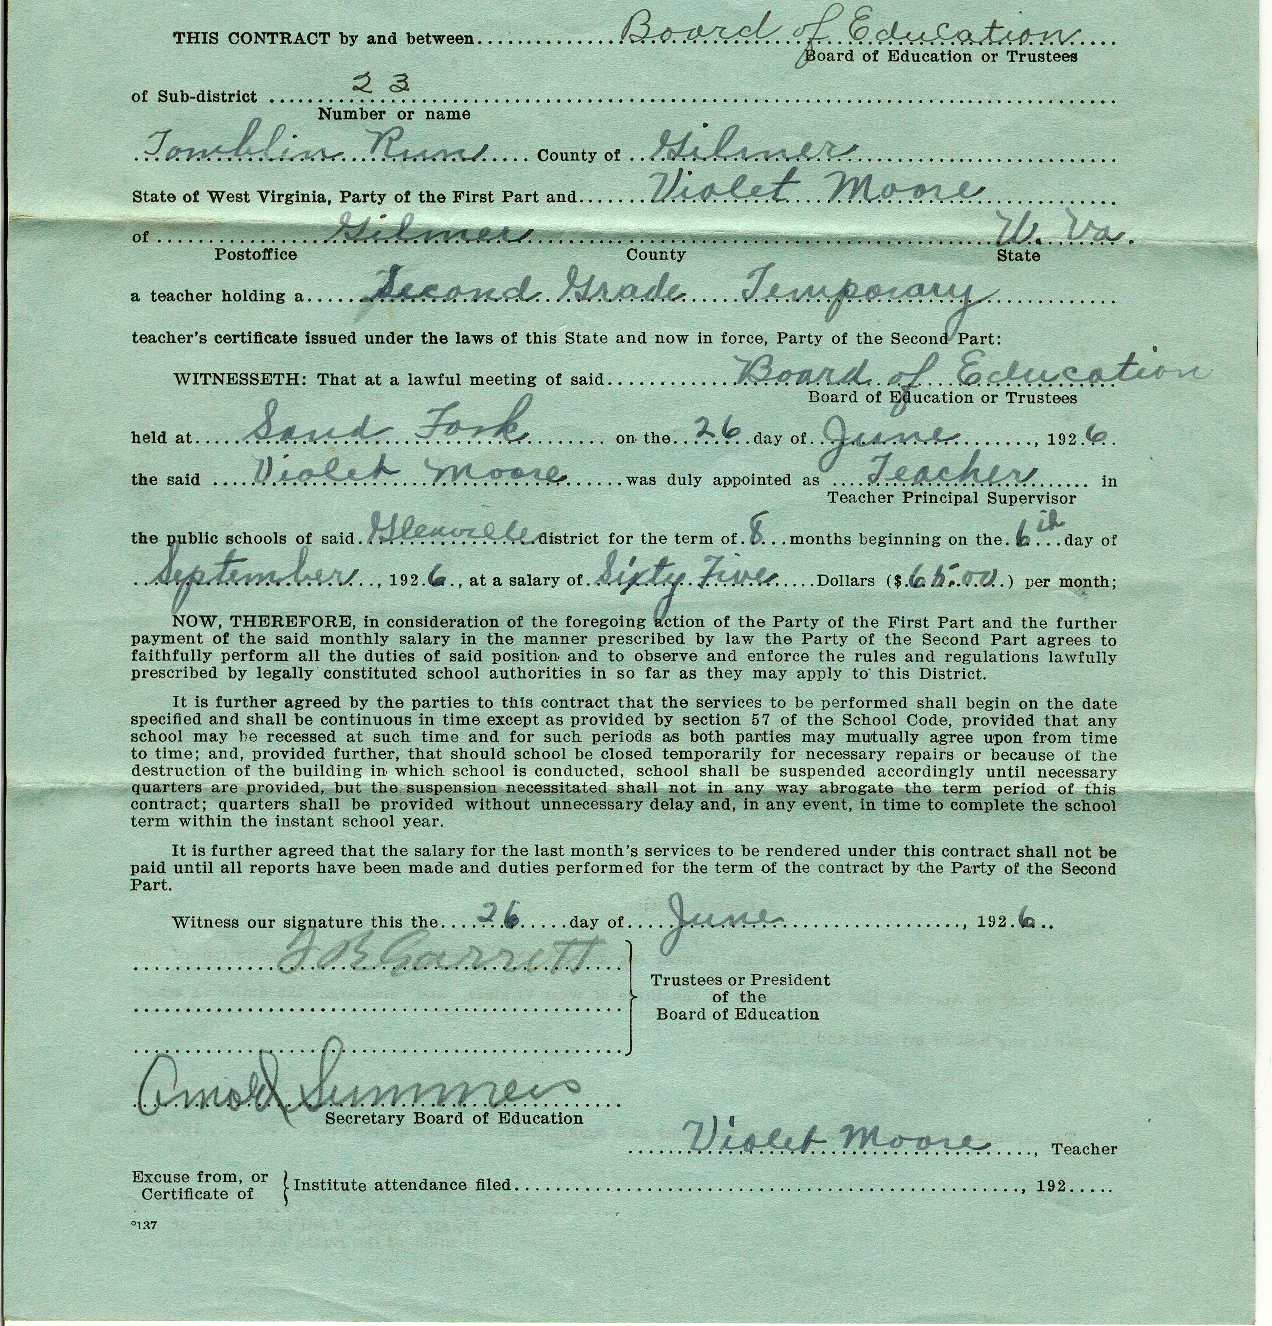 THIS CONTRACT by and between Board of Education
Board of Education or Trustees
of Sub-district 23
Number or name
Tomblin Run County of Gilmer
State of West Virginia, Party of the First Part and Violet Moore
of Gilmer W. Va.
Postoffice County State
a teacher holding a Second Grade Temporary
teacher's certificate issued under the laws of this State and now in force, Party of the Second Part:
WITNESSETH: That at a lawful meeting of said Board of Education
Board of Education or Trustees
held at Sand Fork on the 26 day of June, 1926.
the said Violet Moore was duly appointed as Teacher in
Teacher Principal Supervisor
the public schools of said Glenville district for the term of 8 months beginning on the 6th day of
September, 1926, at a salary of Sixty Five Dollars ($65.00) per month;
NOW, THEREFORE, in consideration of the foregoing action of the Party of the First Part and the further
payment of the said monthly salary in the manner prescribed by law the Party of the Second Part agrees to
faithfully perform all the duties of said position and to observe and enforce the rules and regulations lawfully
prescribed by legally constituted school authorities in so far as they may apply to this District.
It is further agreed by the parties to this contract that the services to be performed shall begin on the date
specified and shall be continuous in time except as provided by section 57 of the School Code, provided that any
school may be recessed at such time and for such periods as both parties may mutually agree upon from time
to time; and, provided further, that should school be closed temporarily for necessary repairs or because of the
destruction of the building in which school is conducted, school shall be suspended accordingly until necessary
quarters are provided, but the suspension necessitated shall not in any way abrogate the term period of this
contract; quarters shall be provided without unnecessary delay and, in any event, in time to complete the school
term within the instant school year.
It is further agreed that the salary for the last month's services to be rendered under this contract shall not be
paid until all reports have been made and duties performed for the term of the contract by the Party of the Second
Part.
Witness our signature this the 26 day of June, 1926.
Garrett
Trustees or President
of the
Board of Education
Summers
Secretary Board of Education
Violet Moore, Teacher
Excuse from, or
Certificate of
Institute attendance filed, 192
°137